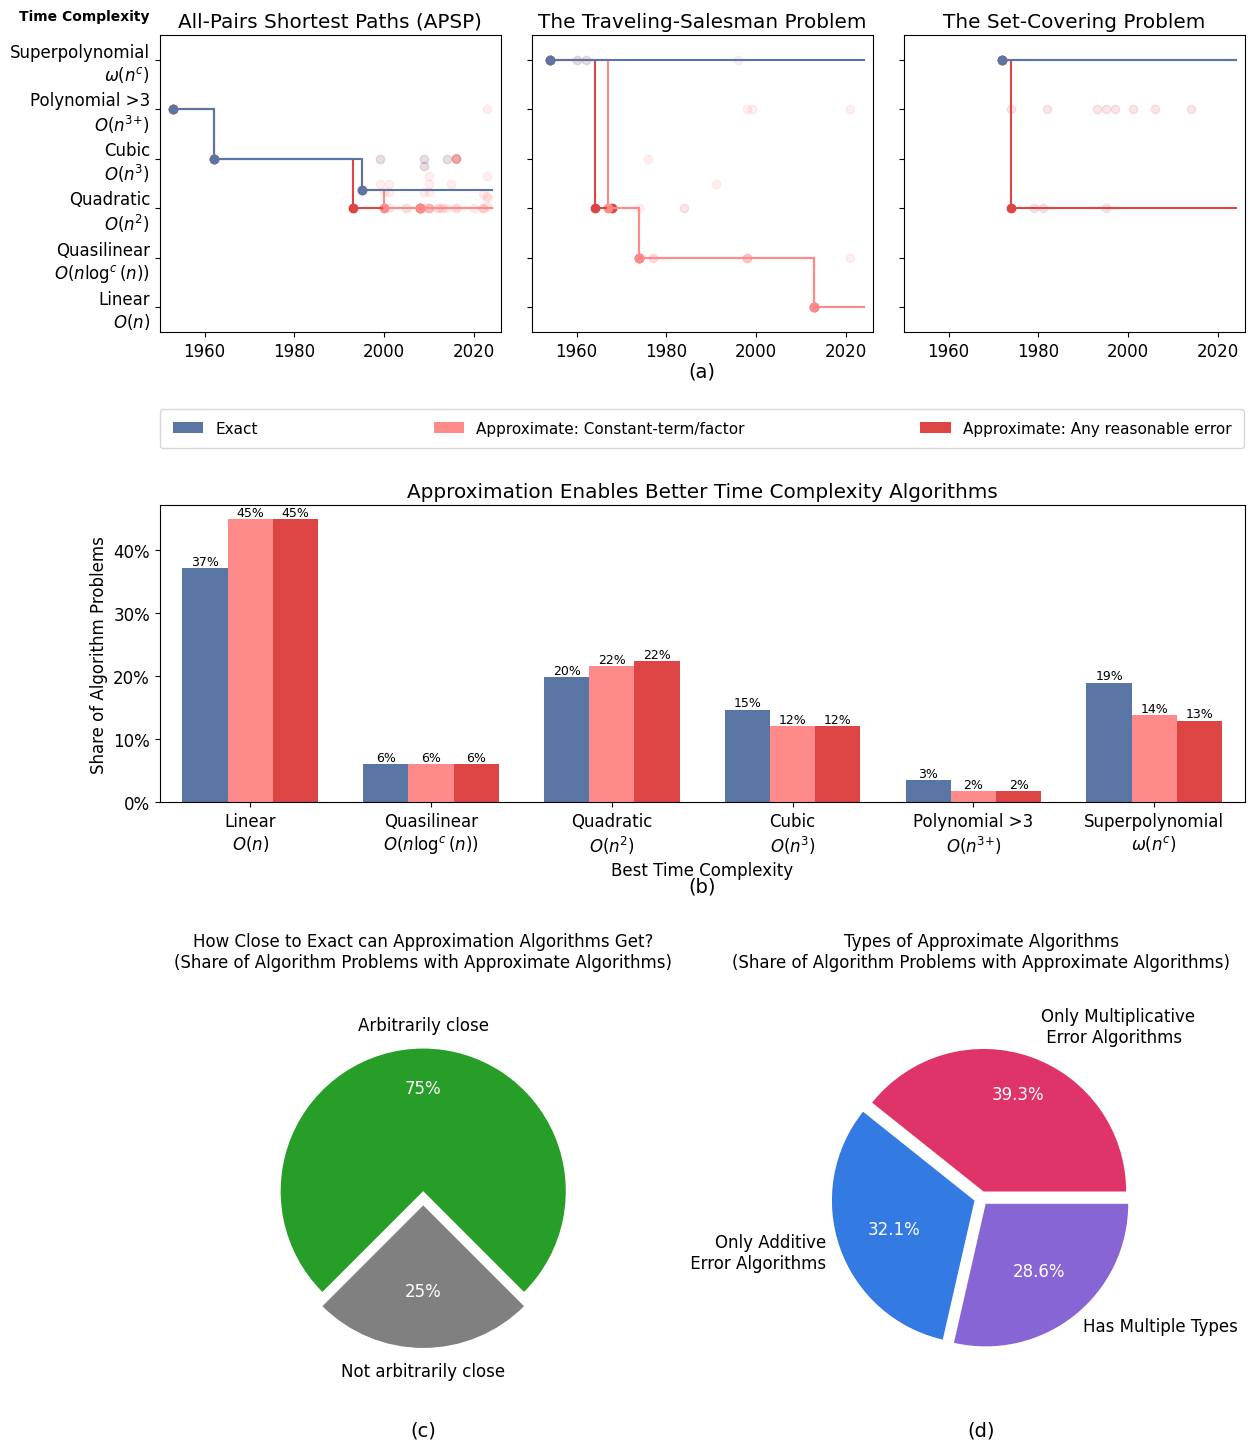 Time Complexity
All-Pairs Shortest Paths (APSP)
The Traveling-Salesman Problem
The Set-Covering Problem
Superpolynomial
ω(n^c)
Polynomial >3
O(n^{3+})
Cubic
O(n^3)
Quadratic
O(n^2)
Quasilinear
O(n log^c (n))
Linear
O(n)
1960 1980 2000 2020
1960 1980 2000 2020
1960 1980 2000 2020
(a)
Exact
Approximate: Constant-term/factor
Approximate: Any reasonable error
Approximation Enables Better Time Complexity Algorithms
Share of Algorithm Problems
40%
30%
20%
10%
0%
37% 45% 45%
6% 6% 6%
20% 22% 22%
15% 12% 12%
3% 2% 2%
19% 14% 13%
Linear
O(n)
Quasilinear
O(n log^c (n))
Quadratic
O(n^2)
Cubic
O(n^3)
Polynomial >3
O(n^{3+})
Superpolynomial
ω(n^c)
Best Time Complexity
(b)
How Close to Exact can Approximation Algorithms Get?
(Share of Algorithm Problems with Approximate Algorithms)
Arbitrarily close
75%
25%
Not arbitrarily close
(c)
Types of Approximate Algorithms
(Share of Algorithm Problems with Approximate Algorithms)
Only Multiplicative
Error Algorithms
39.3%
32.1%
Only Additive
Error Algorithms
28.6%
Has Multiple Types
(d)